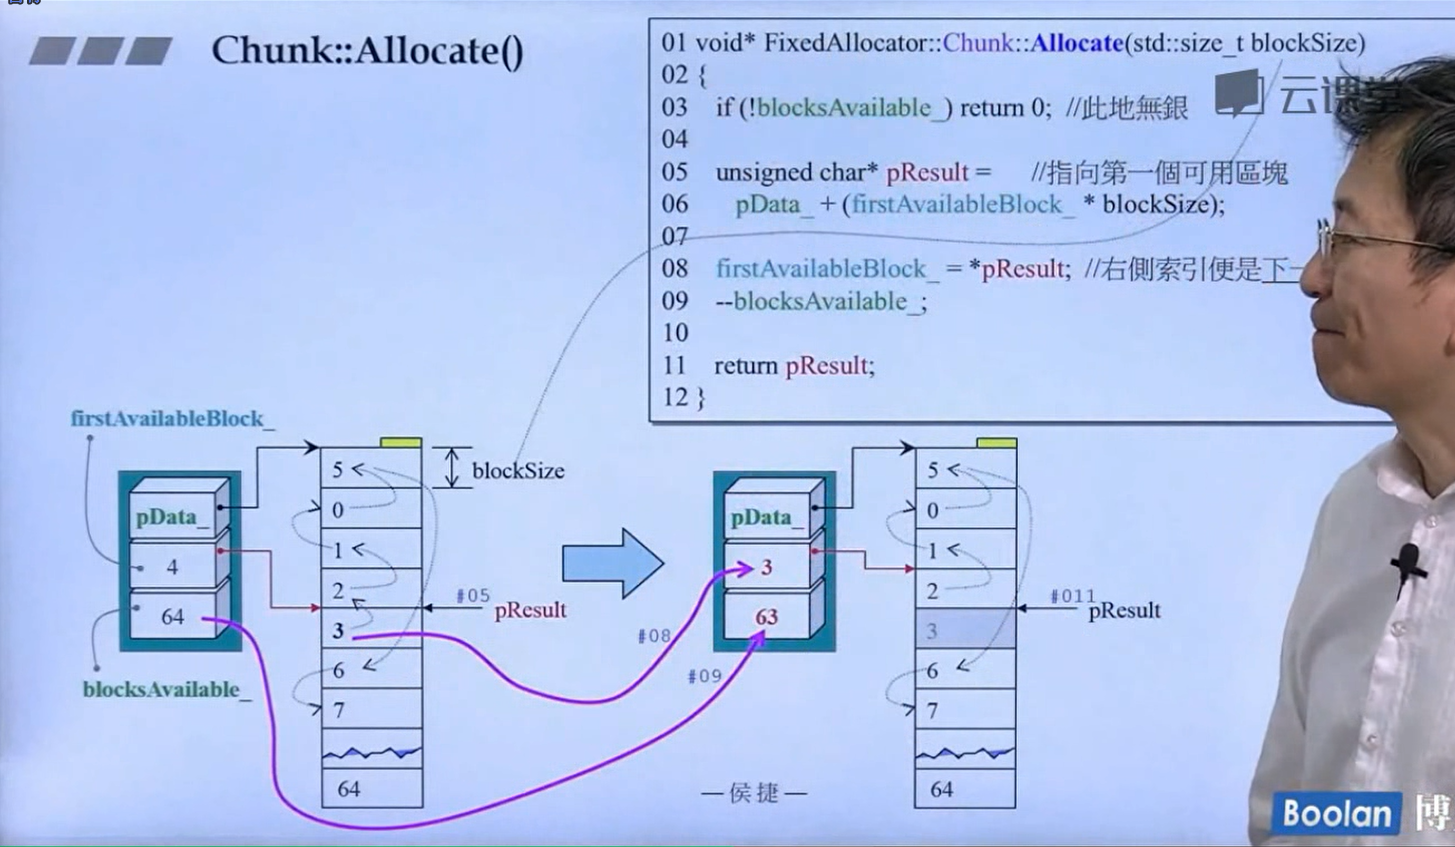 Chunk::Allocate()
01 void* FixedAllocator::Chunk::Allocate(std::size_t blockSize)
02 {
03 if (!blocksAvailable_) return 0; //此地無銀
04
05 unsigned char* pResult = //指向第一個可用區塊
06 pData_ + (firstAvailableBlock_ * blockSize);
07
08 firstAvailableBlock_ = *pResult; //右側索引便是下一
09 --blocksAvailable_;
10
11 return pResult;
12 }
云课堂
firstAvailableBlock_
pData_
4
64
blocksAvailable_
5
0
1
2
3
6
7
64
blockSize
#05
pResult
#08
#09
pData_
3
63
5
0
1
2
3
6
7
64
#011
pResult
—侯捷—
Boolan 博